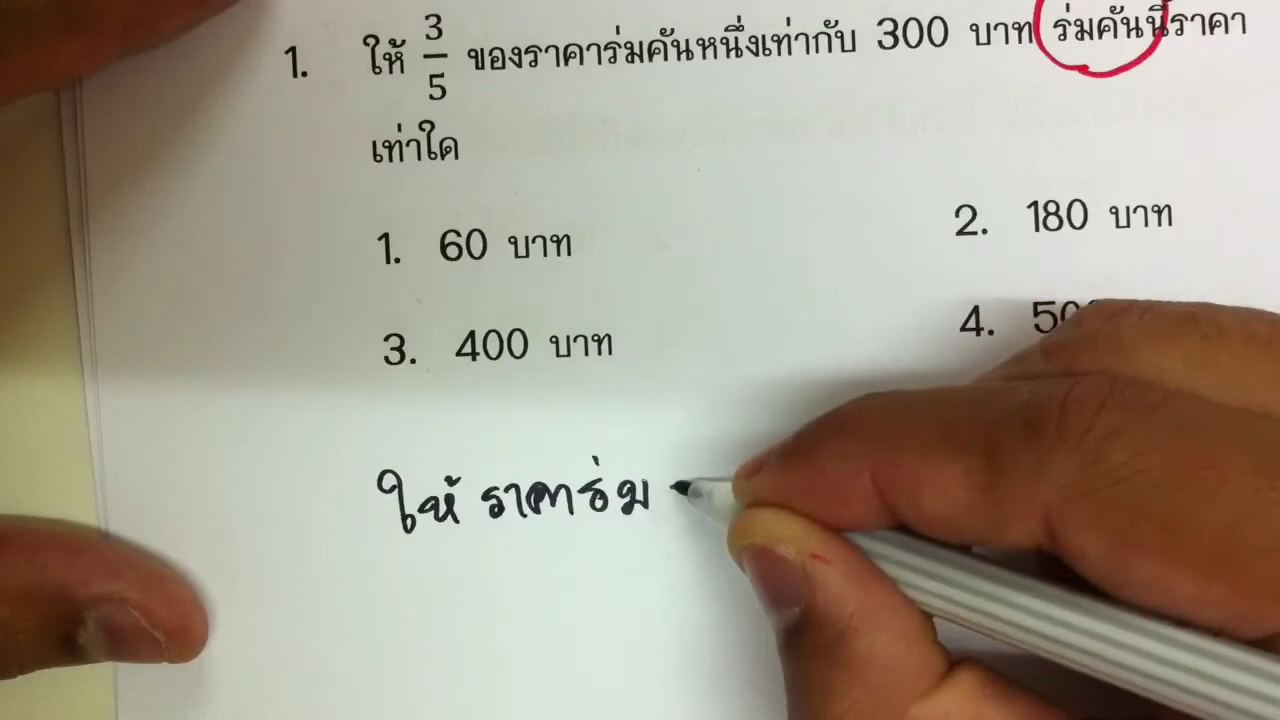 1. ให้ 3/5 ของราคาร่มคันหนึ่งเท่ากับ 300 บาท ร่มคันนี้ราคา
เท่าใด
1. 60 บาท
2. 180 บาท
3. 400 บาท
4.
ให้ ราคาร่ม